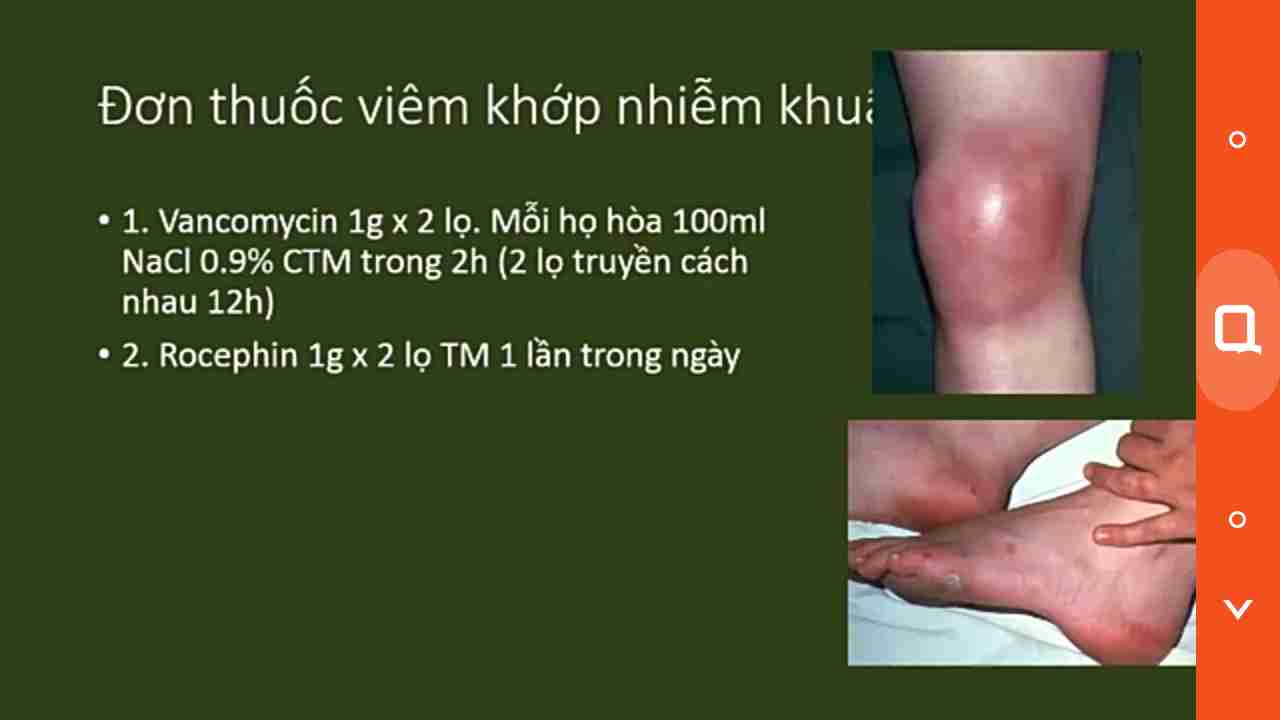 Đơn thuốc viêm khớp nhiễm
• 1. Vancomycin 1g x 2 lọ. Mỗi họ hòa 100ml
NaCl 0.9% CTM trong 2h (2 lọ truyền cách
nhau 12h)
• 2. Rocephin 1g x 2 lọ TM 1 lần trong ngày